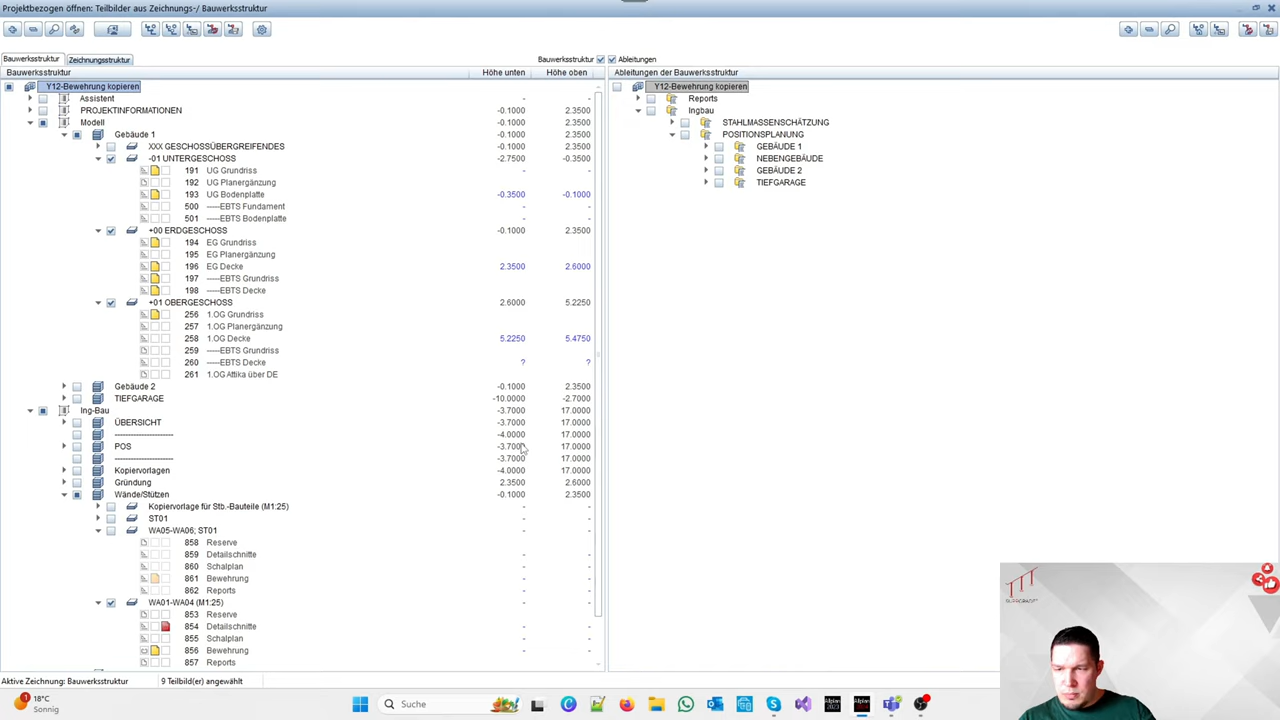 Projektbezogen öffnen: Teilbilder aus Zeichnungs-/ Bauwerksstruktur
Bauwerksstruktur Zeichnungsstruktur Bauwerksstruktur Ableitungen
Bauwerksstruktur Höhe unten Höhe oben Ableitungen der Bauwerksstruktur
Y12-Bewehrung kopieren Y12-Bewehrung kopieren
Assistent - - Reports
PROJEKTINFORMATIONEN -0.1000 2.3500 Ingbau
Modell -0.1000 2.3500 STAHLMASSENSCHÄTZUNG
Gebäude 1 -0.1000 2.3500 POSITIONSPLANUNG
XXX GESCHOSSÜBERGREIFENDES -0.1000 2.3500 GEBÄUDE 1
-01 UNTERGESCHOSS -2.7500 -0.3500 NEBENGEBÄUDE
191 UG Grundriss - - GEBÄUDE 2
192 UG Planergänzung TIEFGARAGE
193 UG Bodenplatte -0.3500 -0.1000
500 -----EBTS Fundament - -
501 -----EBTS Bodenplatte - -
+00 ERDGESCHOSS -0.1000 2.3500
194 EG Grundriss
195 EG Planergänzung
196 EG Decke 2.3500 2.6000
197 -----EBTS Grundriss
198 -----EBTS Decke
+01 OBERGESCHOSS 2.6000 5.2250
256 1.OG Grundriss
257 1.OG Planergänzung
258 1.OG Decke 5.2250 5.4750
259 -----EBTS Grundriss
260 -----EBTS Decke ? ?
261 1.OG Attika über DE
Gebäude 2 -0.1000 2.3500
TIEFGARAGE -10.0000 -2.7000
Ing-Bau -3.7000 17.0000
ÜBERSICHT -3.7000 17.0000
---------------------- -4.0000 17.0000
POS -3.7000 17.0000
---------------------- -3.7000 17.0000
Kopiervorlagen -4.0000 17.0000
Gründung 2.3500 2.6000
Wände/Stützen -0.1000 2.3500
Kopiervorlage für Stb.-Bauteile (M1:25) - -
ST01 - -
WA05-WA06; ST01 - -
858 Reserve
859 Detailschnitte - -
860 Schalplan - -
861 Bewehrung - -
862 Reports - -
WA01-WA04 (M1:25) - -
853 Reserve - -
854 Detailschnitte - -
855 Schalplan - -
856 Bewehrung - -
857 Reports - -
Aktive Zeichnung: Bauwerksstruktur 9 Teilbild(er) angewählt
18°C
Sonnig
Suche